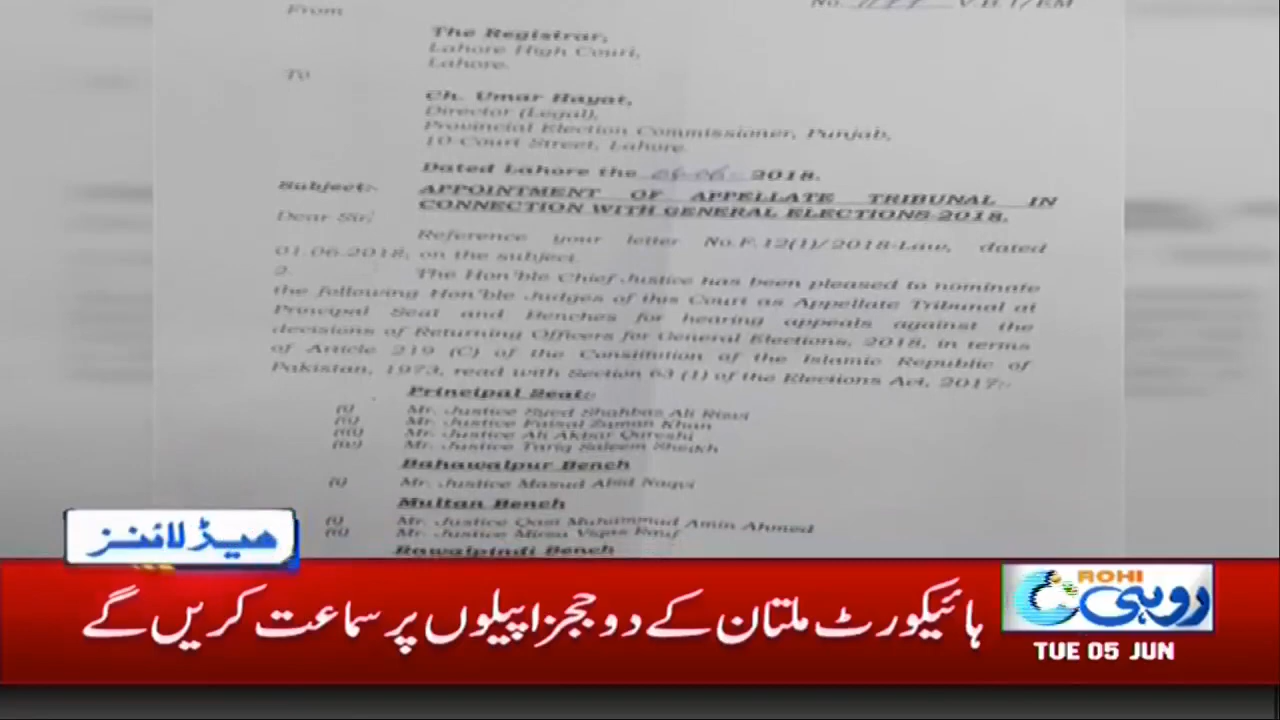 From
The Registrar,
Lahore High Court,
Lahore.
To
Ch. Umar Hayat,
Director (Legal),
Provincial Election Commissioner, Punjab,
10-Court Street, Lahore.
Dated Lahore the 2018.
Subject:- APPOINTMENT OF APPELLATE TRIBUNAL IN
CONNECTION WITH GENERAL ELECTIONS-2018.
Dear Sir,
Reference your letter No.F.12(1)/2018-Law, dated
01.06.2018, on the subject.
2. The Hon'ble Chief Justice has been pleased to nominate
the following Hon'ble Judges of this Court as Appellate Tribunal at
Principal Seat and Benches for hearing appeals against the
decisions of Returning Officers for General Elections, 2018, in terms
of Article 219 (C) of the Constitution of the Islamic Republic of
Pakistan, 1973, read with Section 63 (1) of the Elections Act, 2017:-
Principal Seat:-
(i) Mr. Justice Syed Shahbas Ali Rizvi
(ii) Mr. Justice Faisal Zaman Khan
(iii) Mr. Justice Ali Akbar Qureshi
(iv) Mr. Justice Tariq Saleem Sheikh
Bahawalpur Bench
(i) Mr. Justice Masud Abid Naqvi
Multan Bench
(i) Mr. Justice Qasi Muhammad Amin Ahmed
(ii) Mr. Justice Mirza Viqas Rauf
Rawalpindi Bench
ھیڈ لائنز
ہائیکورٹ ملتان کے دو ججز اپیلوں پر سماعت کریں گے
ROHI
روہی
TUE 05 JUN